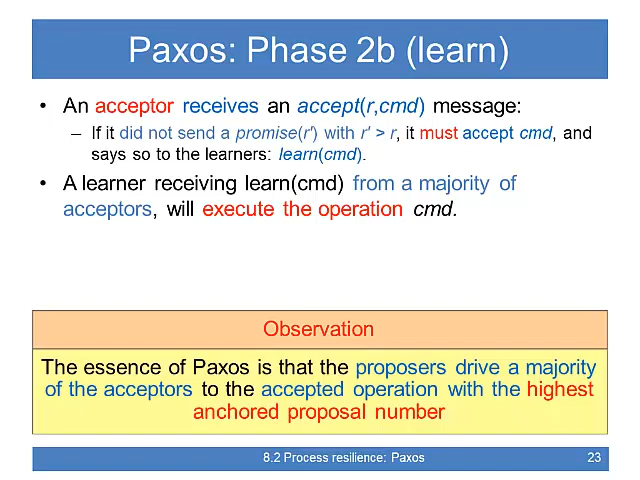 Paxos: Phase 2b (learn)
• An acceptor receives an accept(r,cmd) message:
– If it did not send a promise(r') with r' > r, it must accept cmd, and
says so to the learners: learn(cmd).
• A learner receiving learn(cmd) from a majority of
acceptors, will execute the operation cmd.
Observation
The essence of Paxos is that the proposers drive a majority
of the acceptors to the accepted operation with the highest
anchored proposal number
8.2 Process resilience: Paxos 23